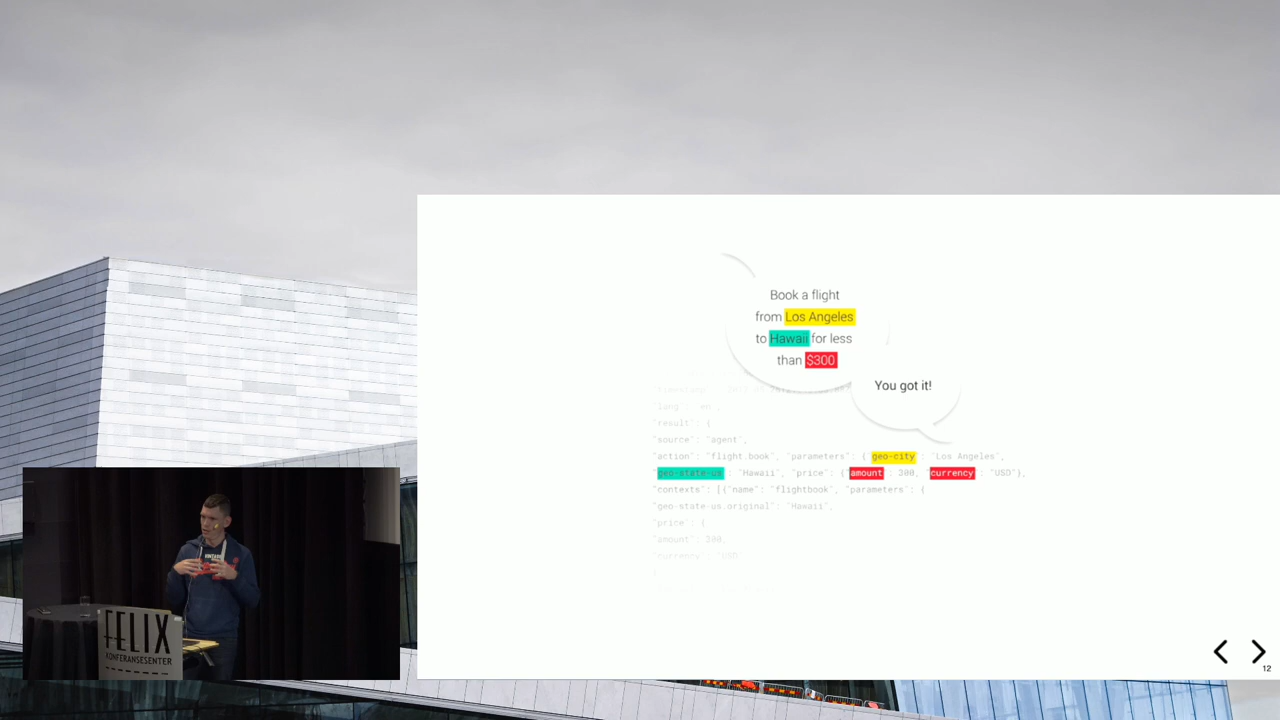 Book a flight
from Los Angeles
to Hawaii for less
than $300
You got it!
"lang": "en",
"result": {
"source": "agent",
"action": "flight.book", "parameters": { "geo-city": "Los Angeles",
"geo-state-us": "Hawaii", "price": {"amount": 300, "currency": "USD"},
"contexts": [{"name": "flightbook", "parameters": {
"geo-state-us.original": "Hawaii",
"price": {
"amount": 300,
"currency": "USD"
12
FELIX
KONFERANSESENTER